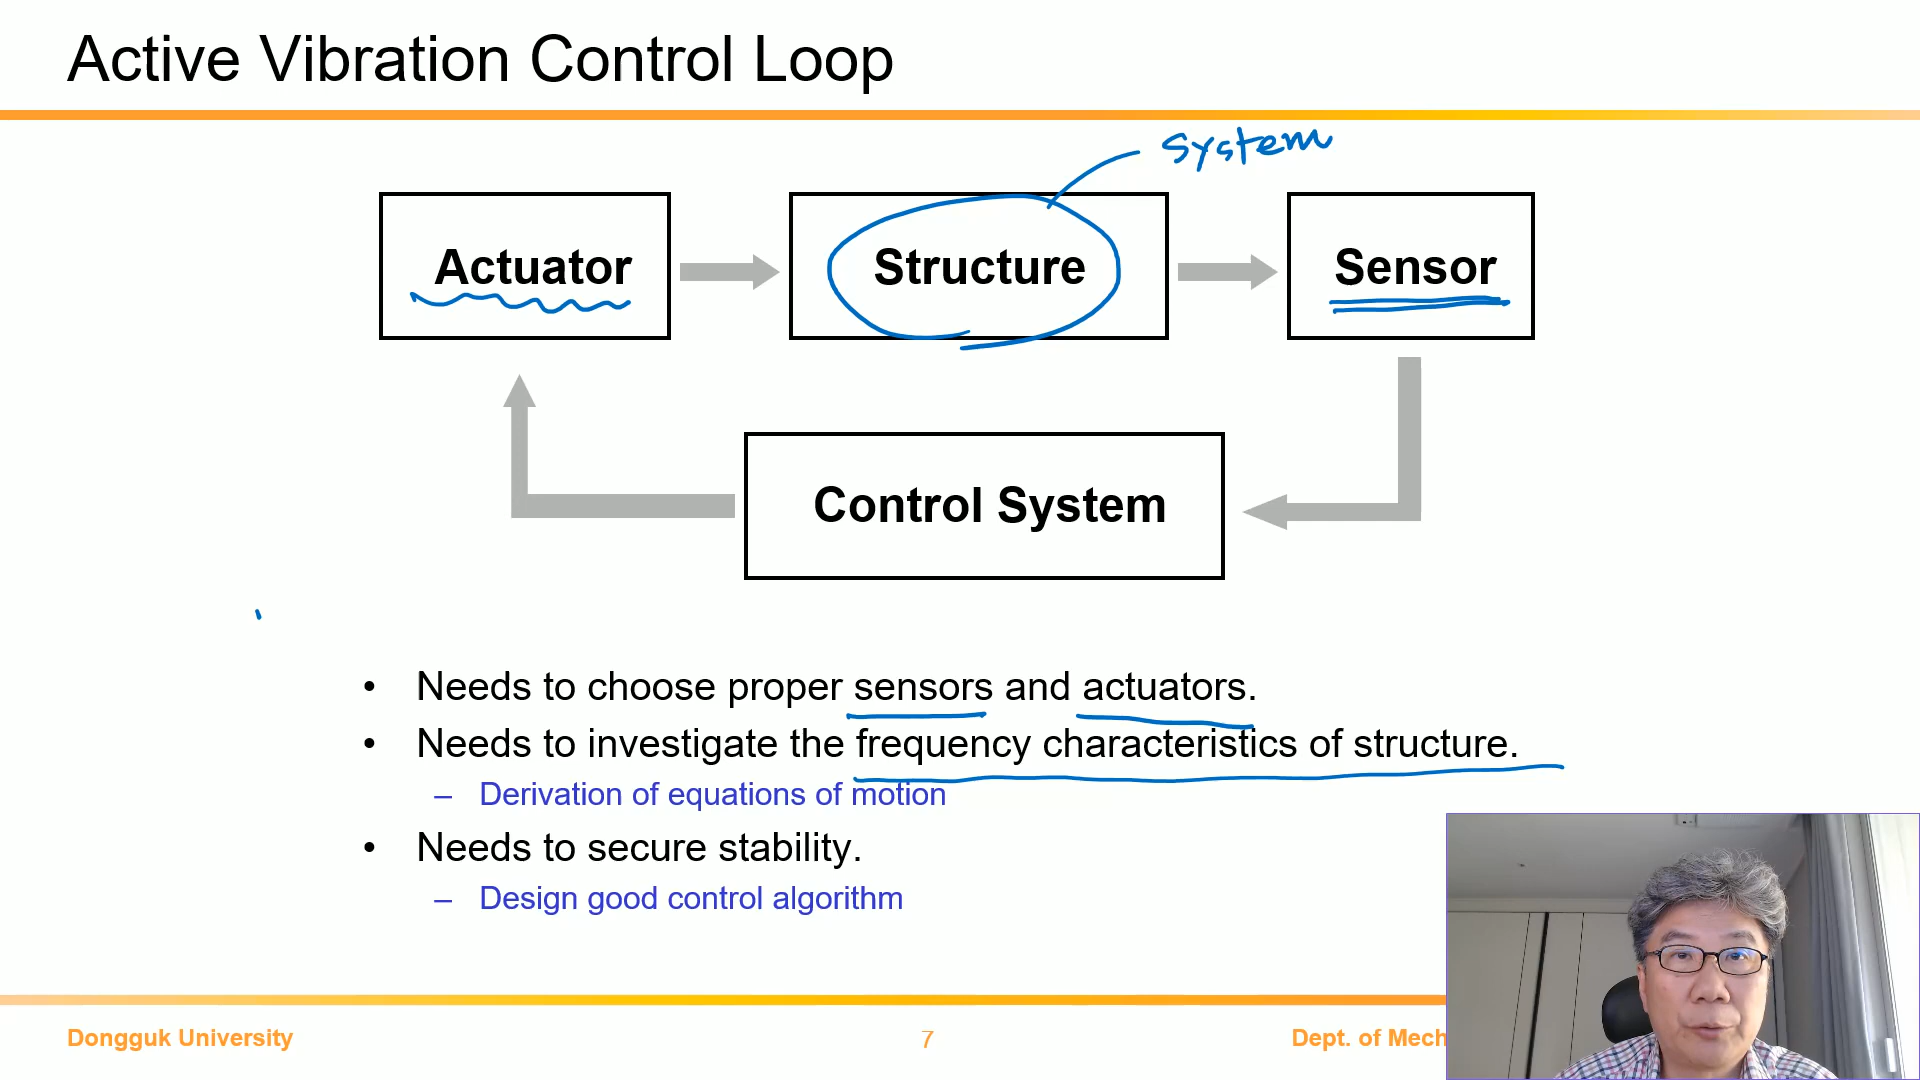 Active Vibration Control Loop
system
Actuator
Structure
Sensor
Control System
• Needs to choose proper sensors and actuators.
• Needs to investigate the frequency characteristics of structure.
– Derivation of equations of motion
• Needs to secure stability.
– Design good control algorithm
Dongguk University
7
Dept. of Mech